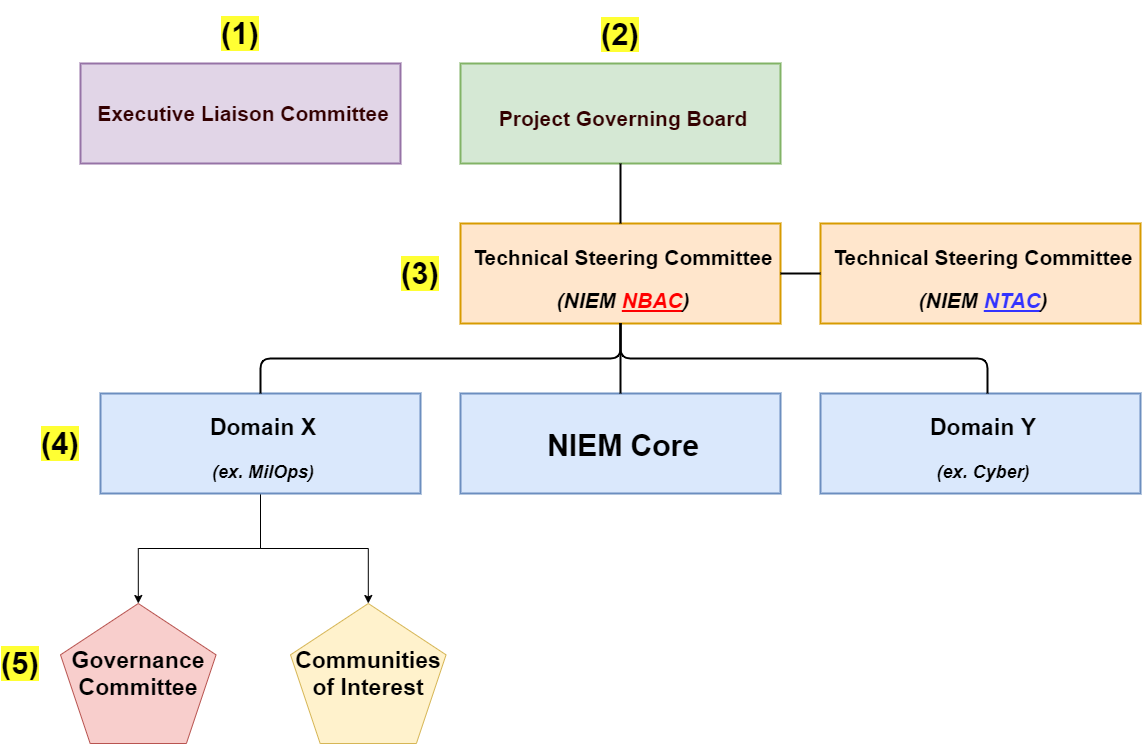 (1)
(2)
Executive Liaison Committee
Project Governing Board
(3)
Technical Steering Committee
(NIEM NBAC)
Technical Steering Committee
(NIEM NTAC)
(4)
Domain X
(ex. MilOps)
NIEM Core
Domain Y
(ex. Cyber)
(5)
Governance
Committee
Communities
of Interest